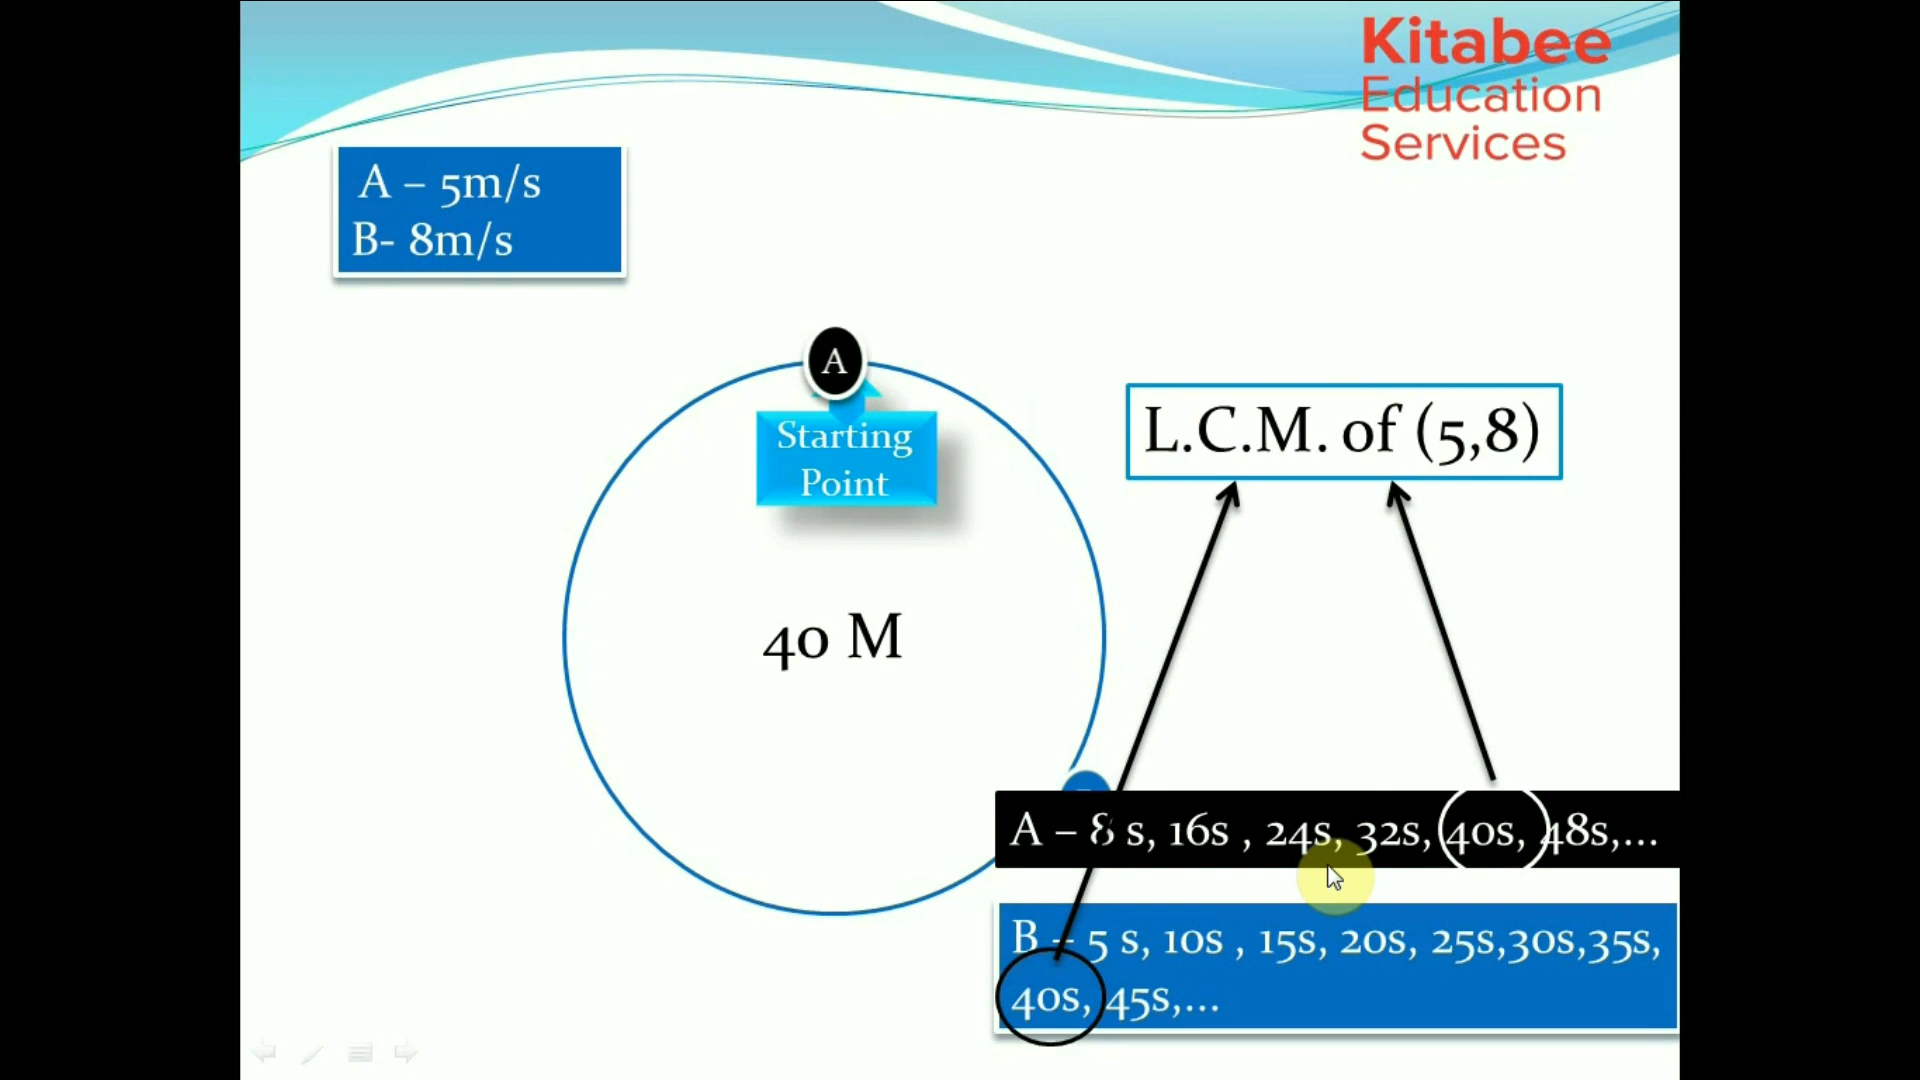 Kitabee
Education
Services
A – 5m/s
B- 8m/s
A
Starting
Point
L.C.M. of (5,8)
40 M
A – 8 s, 16s , 24s, 32s, 40s, 48s,...
B – 5 s, 10s , 15s, 20s, 25s,30s,35s,
40s, 45s,...